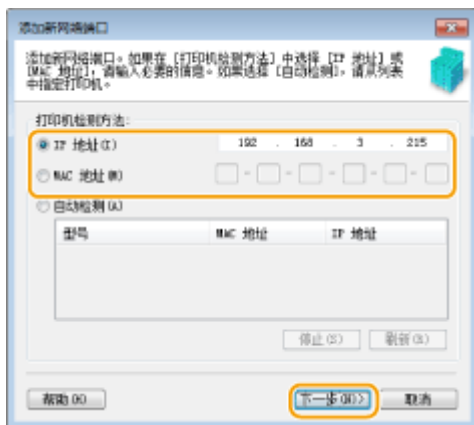 添加新网络端口
添加新网络端口。如果在 [打印机检测方法] 中选择 [IP 地址] 或
[MAC 地址]，请输入必要的信息。如果选择 [自动检测]，请从列表
中指定打印机。
打印机检测方法:
IP 地址(I) 192 . 168 . 3 . 215
MAC 地址(M) - - - - -
自动检测(A)
型号 MAC 地址 IP 地址
停止(S) 刷新(R)
帮助(H) 下一步(N)> 取消